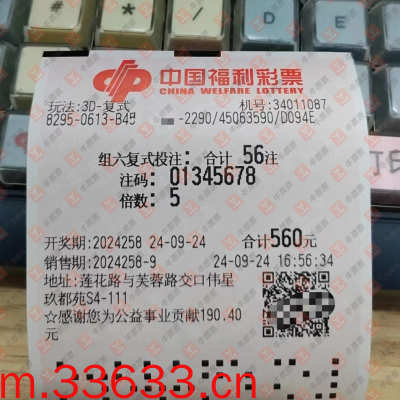 中国福利彩票
CHINA WELFARE LOTTERY
玩法:3D-复式 机号:34011087
8295-0613-B4 -2290/45Q63590/D094E
组六复式投注: 合计 56注
注码: 01345678
倍数: 5
开奖期:2024258 24-09-24 合计560元
销售期:2024258-9 24-09-24 16:56:34
地址:莲花路与芙蓉路交口伟星
玖都苑S4-111
☆感谢您为公益事业贡献190.40
元
m.33633.cn